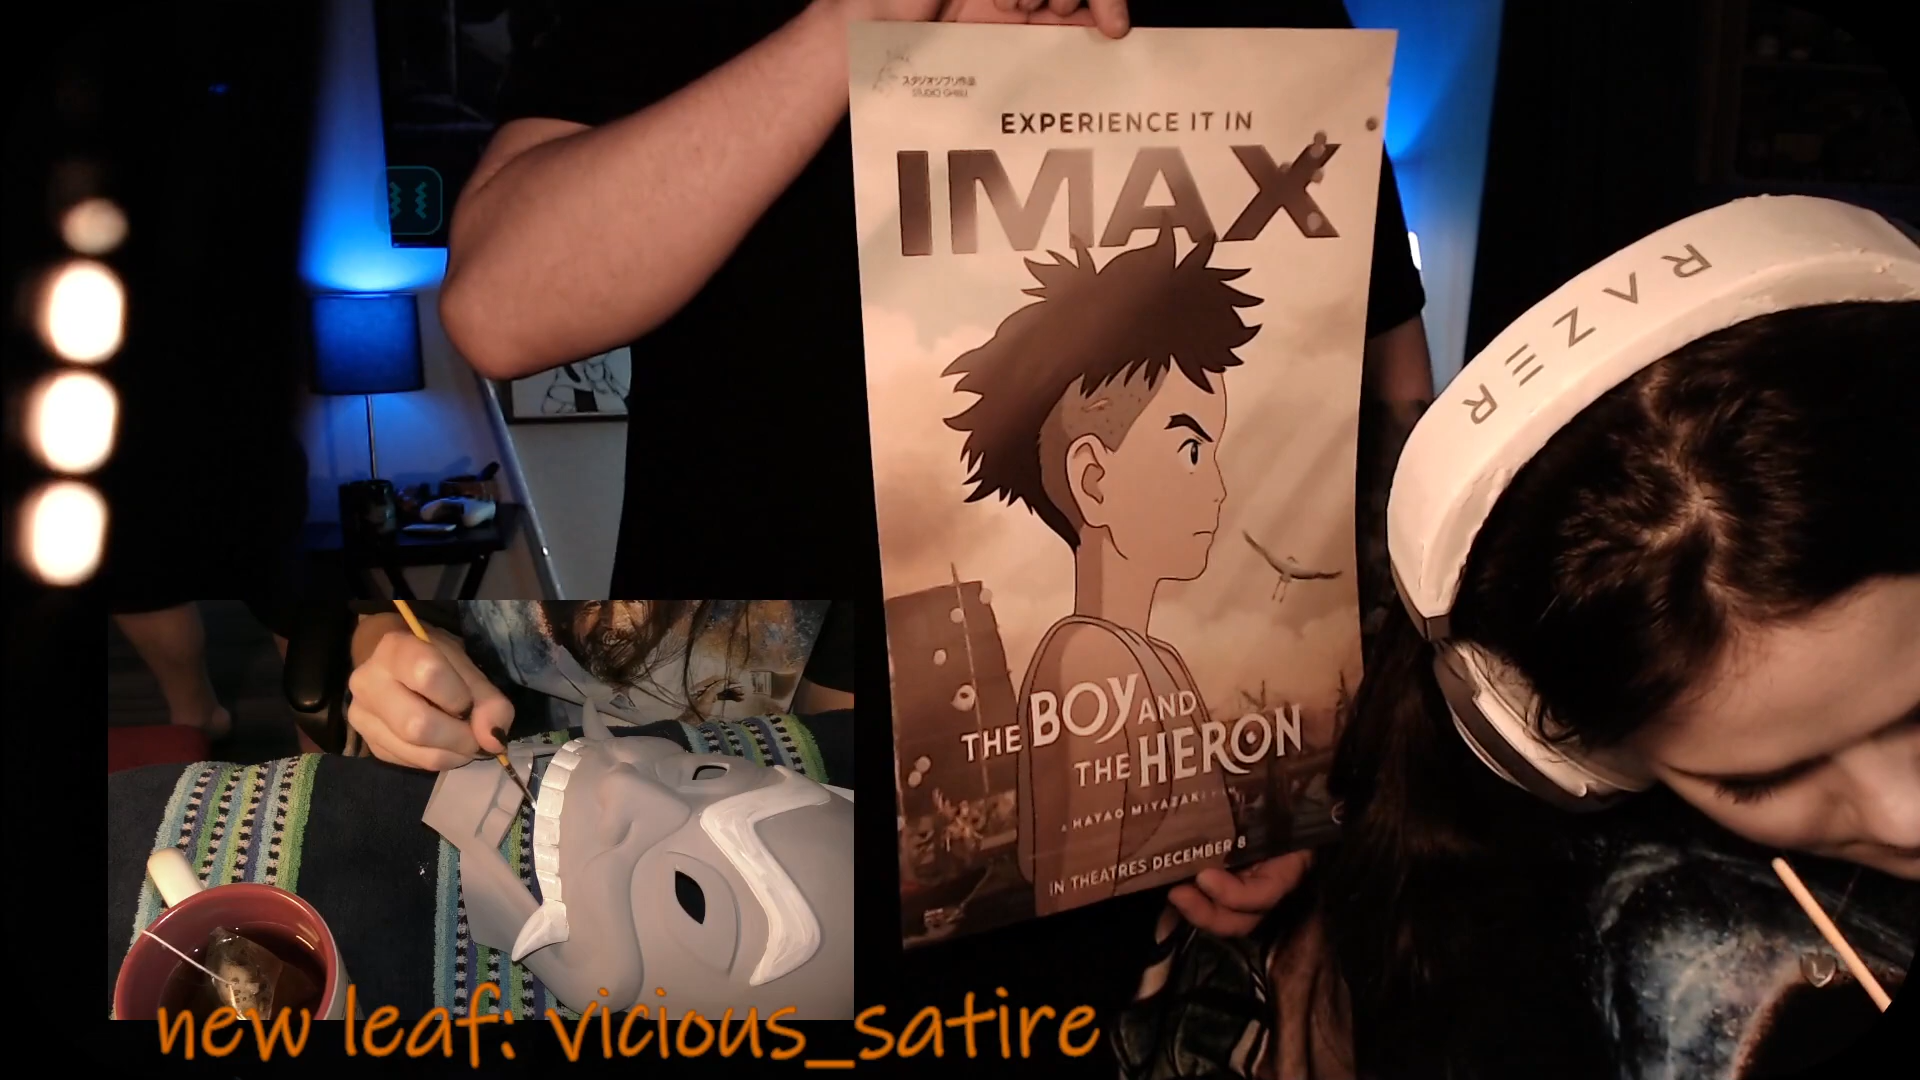 スタジオジブリ作品
STUDIO GHIBLI
EXPERIENCE IT IN
IMAX
THE BOY AND
THE HERON
A HAYAO MIYAZAKI FILM
IN THEATRES DECEMBER 8
RAZER
L
new leaf: vicious_satire